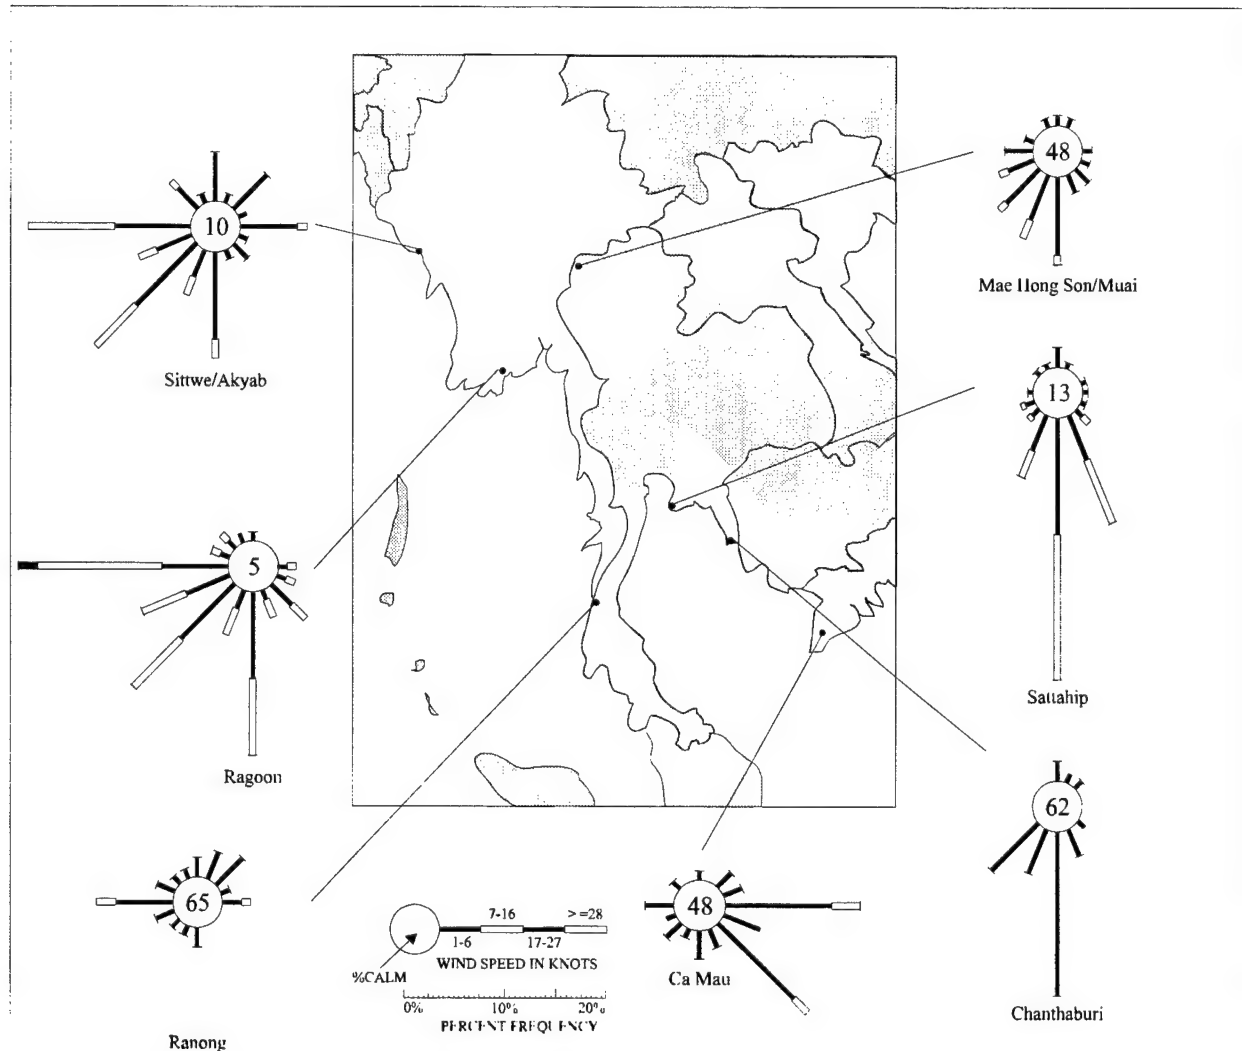 48
Mae Hong Son/Muai
10
Sittwe/Akyab
13
Sattahip
5
Ragoon
62
Chanthaburi
65
Ranong
48
Ca Mau
7-16 >=28
1-6 17-27
WIND SPEED IN KNOTS
%CALM
0% 10% 20%
PERCENT FREQUENCY